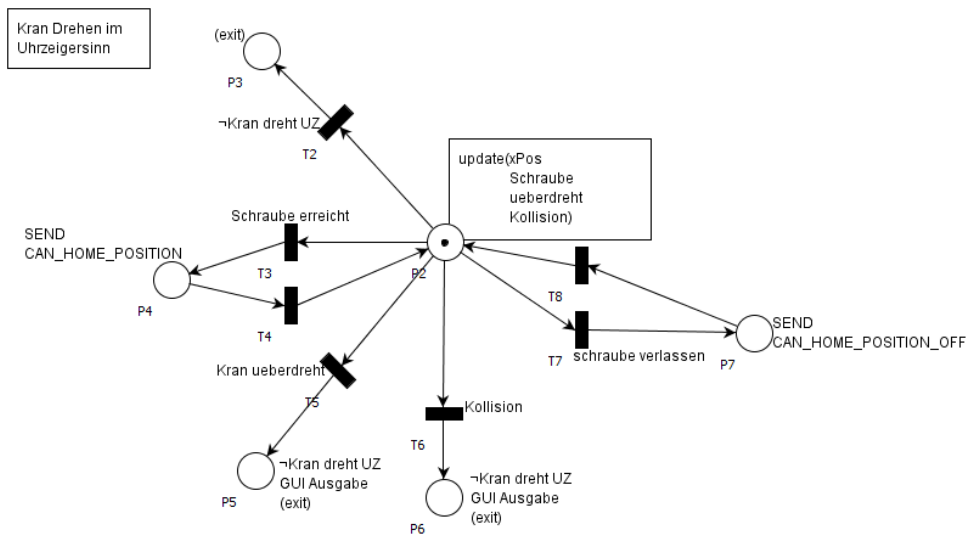 Kran Drehen im
Uhrzeigersinn
(exit)
P3
¬Kran dreht UZ
T2
update(xPos
Schraube
ueberdreht
Kollision)
Schraube erreicht
SEND
CAN_HOME_POSITION
T3
P2
P4
T4
T8
SEND
CAN_HOME_POSITION_OFF
T7
schraube verlassen
P7
Kran ueberdreht
T5
Kollision
T6
¬Kran dreht UZ
GUI Ausgabe
(exit)
P5
¬Kran dreht UZ
GUI Ausgabe
(exit)
P6